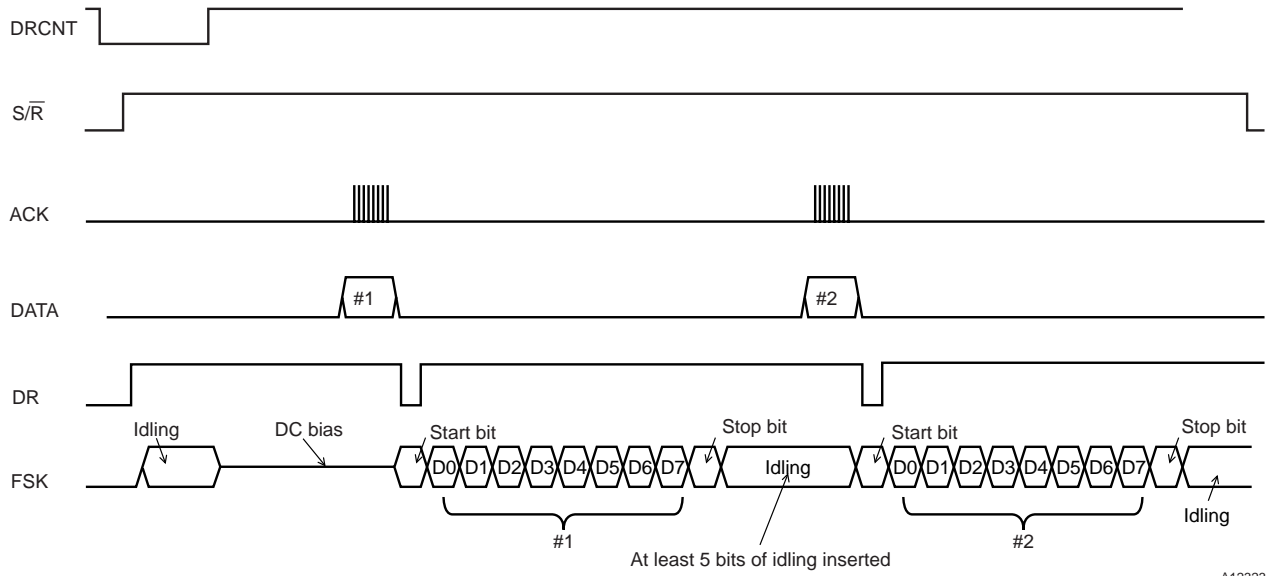 DRCNT
S/R̅
ACK
DATA
#1
#2
DR
FSK
Idling
DC bias
Start bit
D0 D1 D2 D3 D4 D5 D6 D7
Stop bit
Idling
Start bit
D0 D1 D2 D3 D4 D5 D6 D7
Stop bit
Idling
#1
#2
At least 5 bits of idling inserted